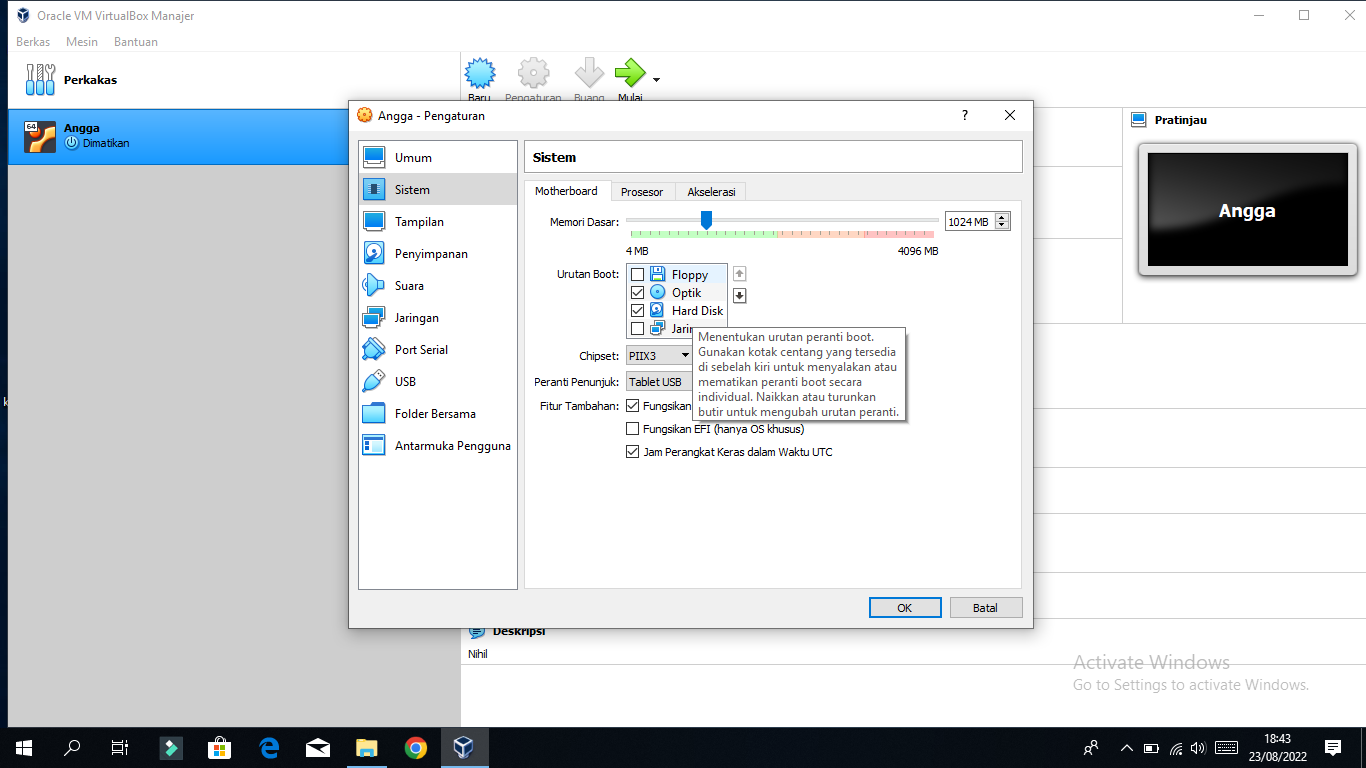 Oracle VM VirtualBox Manajer
Berkas Mesin Bantuan
Perkakas
Baru Pengaturan Buang Mulai
64
Angga
Dimatikan
Pratinjau
Angga
Angga - Pengaturan
?
Umum
Sistem
Tampilan
Penyimpanan
Suara
Jaringan
Port Serial
USB
Folder Bersama
Antarmuka Pengguna
Sistem
Motherboard Prosesor Akselerasi
Memori Dasar: 1024 MB
4 MB 4096 MB
Urutan Boot: Floppy
Optik
Hard Disk
Menentukan urutan peranti boot.
Gunakan kotak centang yang tersedia
di sebelah kiri untuk menyalakan atau
mematikan peranti boot secara
individual. Naikkan atau turunkan
butir untuk mengubah urutan peranti.
Chipset: PIIX3
Peranti Penunjuk: Tablet USB
Fitur Tambahan: Fungsikan
Fungsikan EFI (hanya OS khusus)
Jam Perangkat Keras dalam Waktu UTC
OK Batal
Deskripsi
Nihil
Activate Windows
Go to Settings to activate Windows.
18:43
23/08/2022